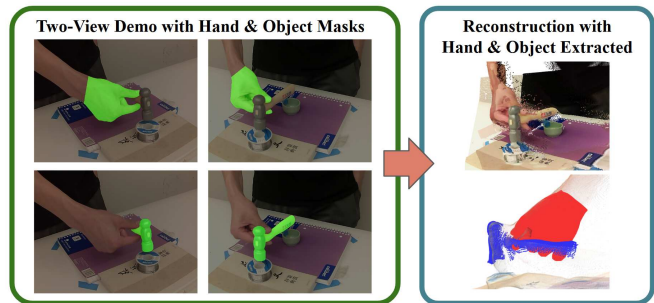 Two-View Demo with Hand & Object Masks
Reconstruction with
Hand & Object Extracted